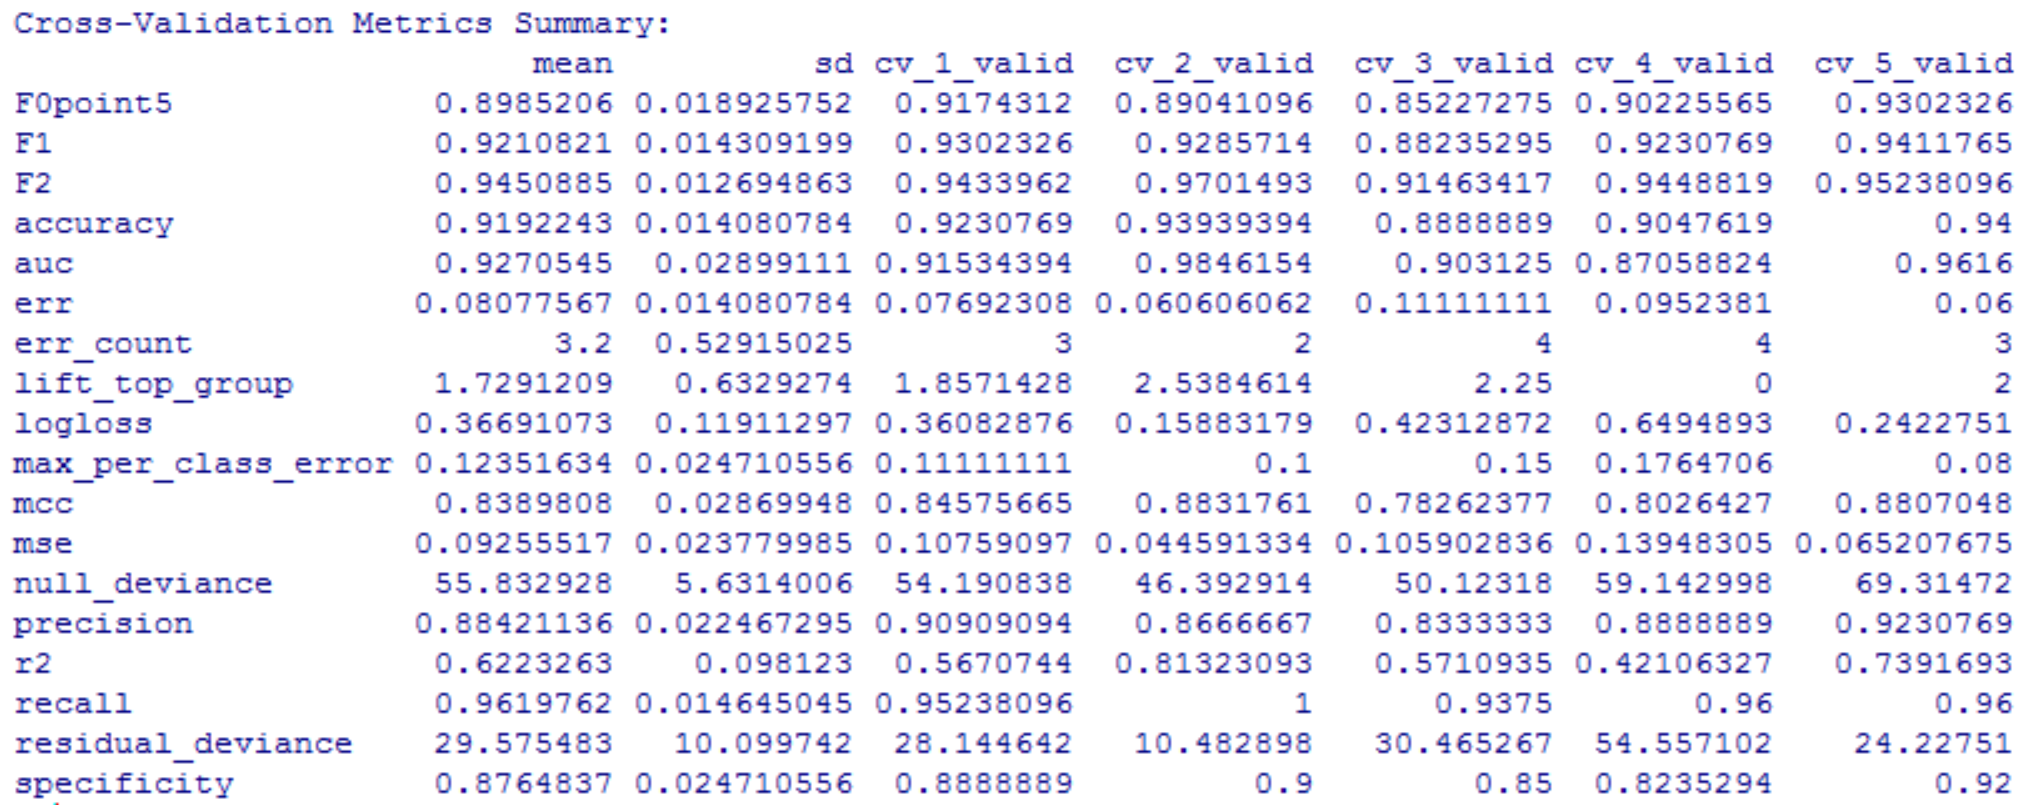 Cross-Validation Metrics Summary:
mean sd cv_1_valid cv_2_valid cv_3_valid cv_4_valid cv_5_valid
F0point5 0.8985206 0.018925752 0.9174312 0.89041096 0.85227275 0.90225565 0.9302326
F1 0.9210821 0.014309199 0.9302326 0.9285714 0.88235295 0.9230769 0.9411765
F2 0.9450885 0.012694863 0.9433962 0.9701493 0.91463417 0.9448819 0.95238096
accuracy 0.9192243 0.014080784 0.9230769 0.93939394 0.8888889 0.9047619 0.94
auc 0.9270545 0.02899111 0.91534394 0.9846154 0.903125 0.87058824 0.9616
err 0.08077567 0.014080784 0.07692308 0.060606062 0.11111111 0.0952381 0.06
err_count 3.2 0.52915025 3 2 4 4 3
lift_top_group 1.7291209 0.6329274 1.8571428 2.5384614 2.25 0 2
logloss 0.36691073 0.11911297 0.36082876 0.15883179 0.42312872 0.6494893 0.2422751
max_per_class_error 0.12351634 0.024710556 0.11111111 0.1 0.15 0.1764706 0.08
mcc 0.8389808 0.02869948 0.84575665 0.8831761 0.78262377 0.8026427 0.8807048
mse 0.09255517 0.023779985 0.10759097 0.044591334 0.105902836 0.13948305 0.065207675
null_deviance 55.832928 5.6314006 54.190838 46.392914 50.12318 59.142998 69.31472
precision 0.88421136 0.022467295 0.90909094 0.8666667 0.8333333 0.8888889 0.9230769
r2 0.6223263 0.098123 0.5670744 0.81323093 0.5710935 0.42106327 0.7391693
recall 0.9619762 0.014645045 0.95238096 1 0.9375 0.96 0.96
residual_deviance 29.575483 10.099742 28.144642 10.482898 30.465267 54.557102 24.22751
specificity 0.8764837 0.024710556 0.8888889 0.9 0.85 0.8235294 0.92